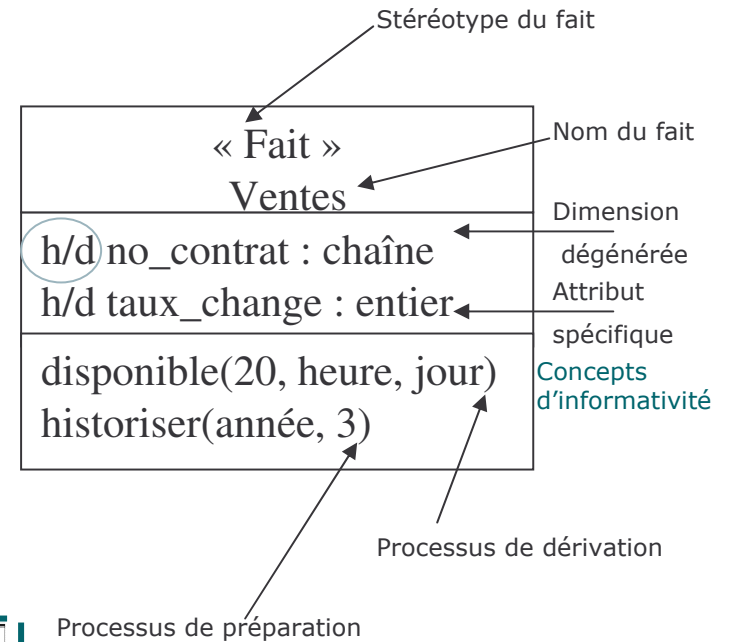 Stéréotype du fait
« Fait »
Nom du fait
Ventes
Dimension
h/d no_contrat : chaîne
dégénérée
h/d taux_change : entier
Attribut
spécifique
disponible(20, heure, jour)
Concepts
d’informativité
historiser(année, 3)
Processus de dérivation
Processus de préparation